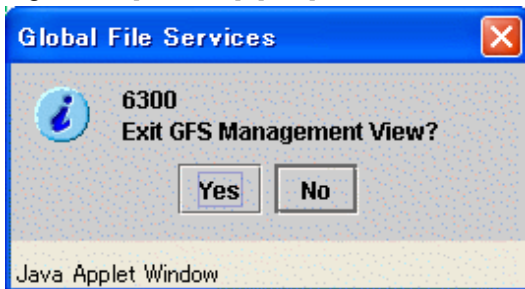 Global File Services
6300
Exit GFS Management View?
Yes No
Java Applet Window